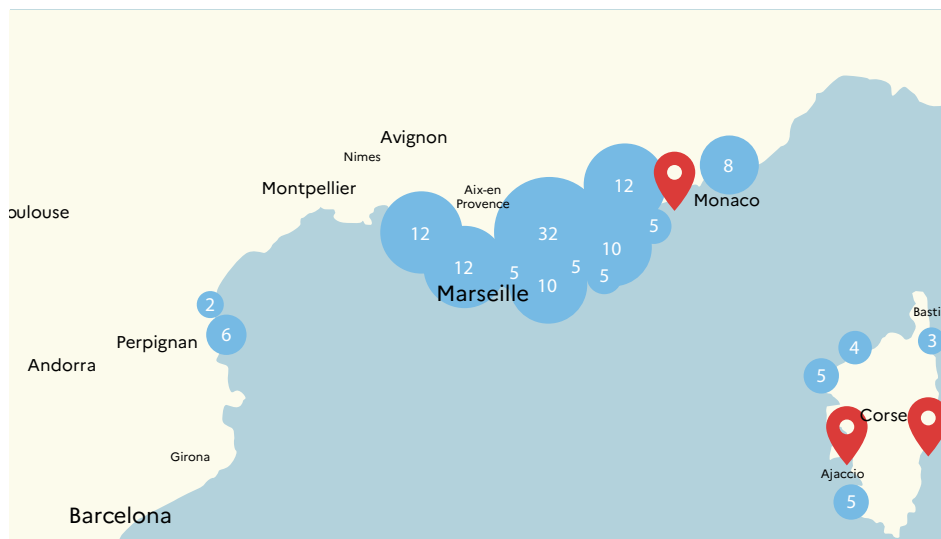 Avignon
Nimes
8
12
Montpellier
Aix-en
Provence
Monaco
oulouse
5
12
32
10
12
5
5
5
10
Marseille
2
6
Perpignan
Basti
3
4
Andorra
5
Corse
Girona
Ajaccio
5
Barcelona